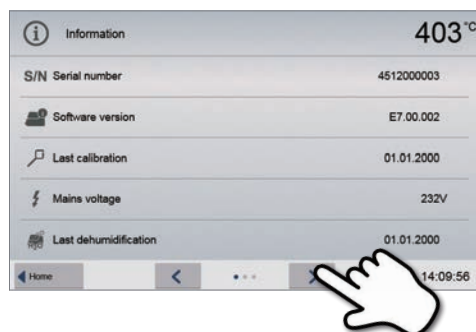 Information 403°C
S/N Serial number 4512000003
Software version E7.00.002
Last calibration 01.01.2000
Mains voltage 232V
Last dehumidification 01.01.2000
Home 14:09:56